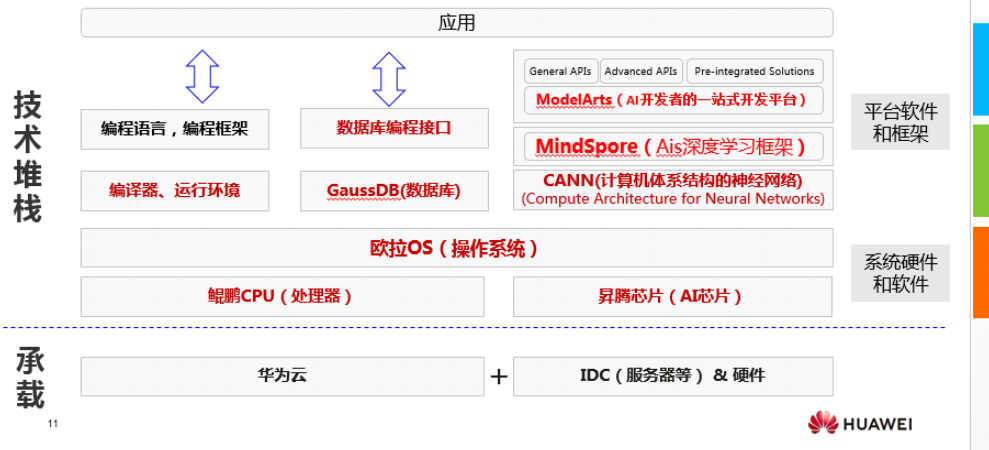 应用
技术堆栈
编程语言，编程框架
数据库编程接口
General APIs
Advanced APIs
Pre-integrated Solutions
ModelArts（AI开发者的一站式开发平台）
MindSpore（Ais深度学习框架）
平台软件
和框架
编译器、运行环境
GaussDB(数据库)
CANN(计算机体系结构的神经网络)
(Compute Architecture for Neural Networks)
欧拉OS（操作系统）
鲲鹏CPU（处理器）
昇腾芯片（AI芯片）
系统硬件
和软件
承载
华为云
+
IDC（服务器等）& 硬件
11
HUAWEI